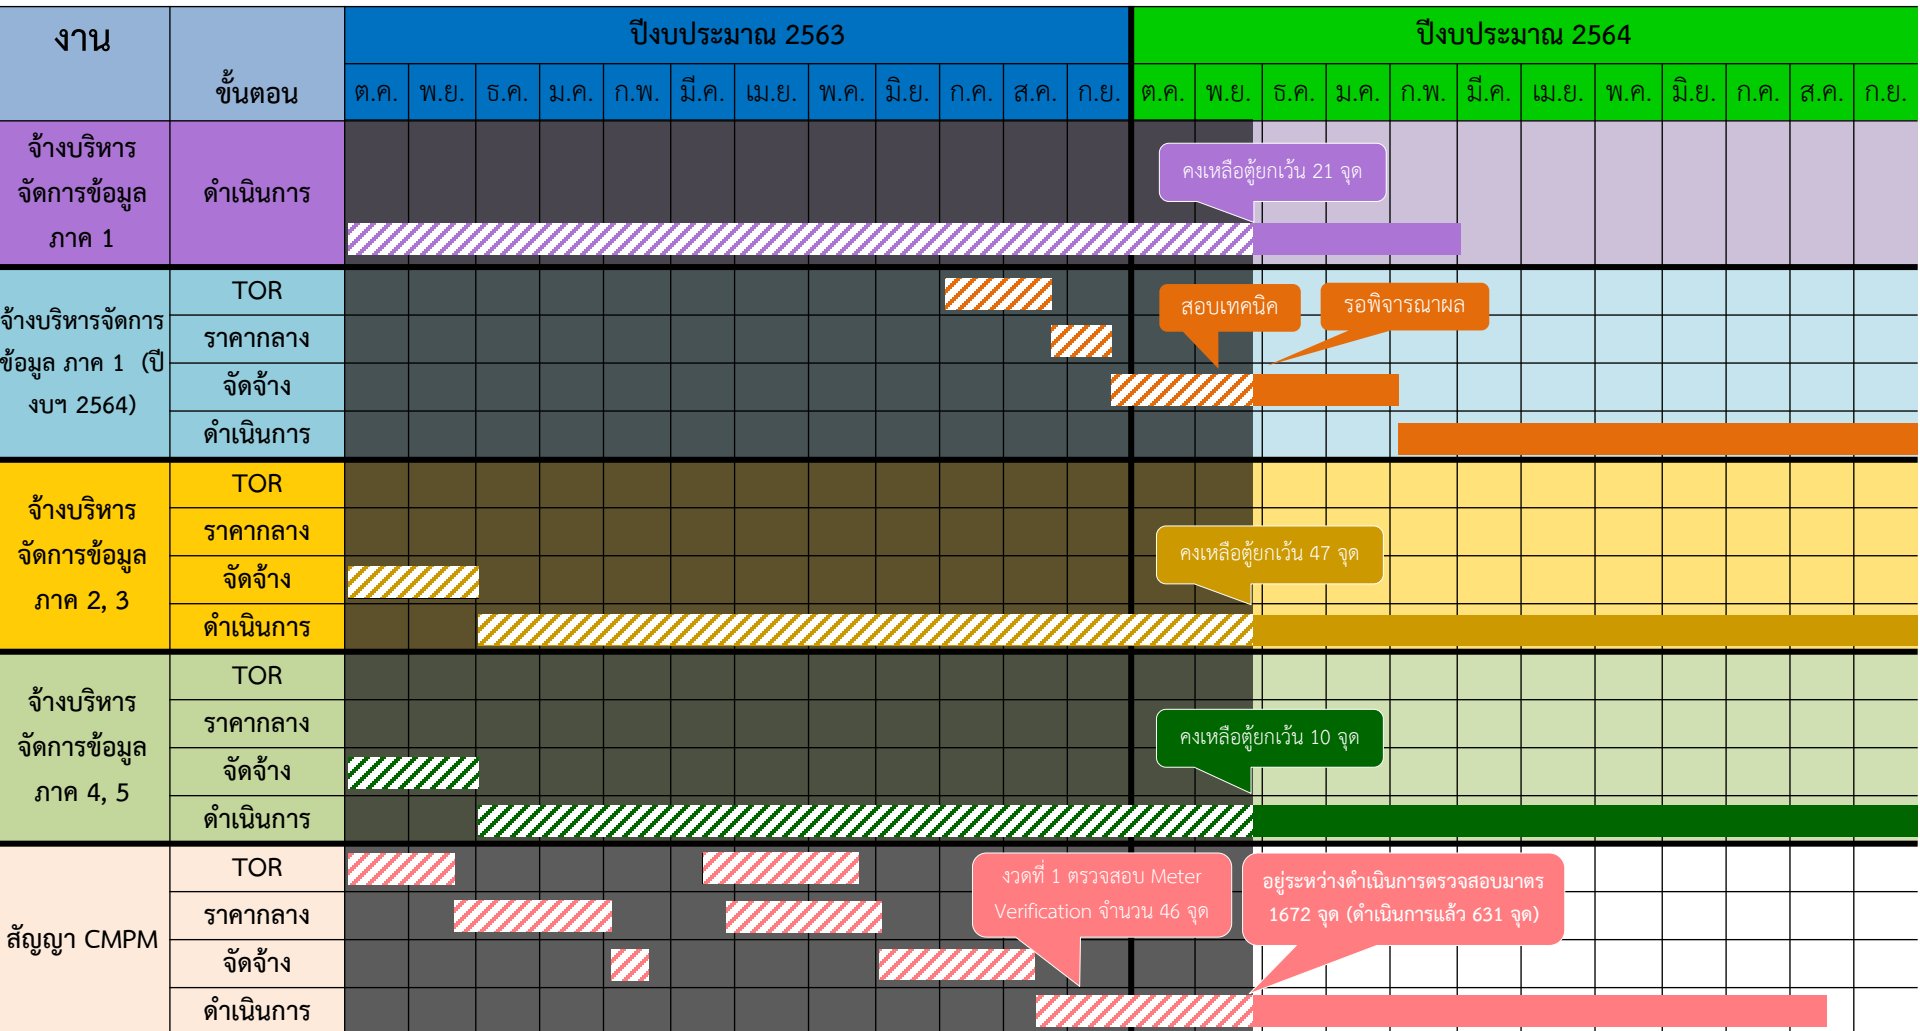 งาน
ขั้นตอน
ปีงบประมาณ 2563
ปีงบประมาณ 2564
ต.ค. พ.ย. ธ.ค. ม.ค. ก.พ. มี.ค. เม.ย. พ.ค. มิ.ย. ก.ค. ส.ค. ก.ย. ต.ค. พ.ย. ธ.ค. ม.ค. ก.พ. มี.ค. เม.ย. พ.ค. มิ.ย. ก.ค. ส.ค. ก.ย.
จ้างบริหาร
จัดการข้อมูล
ภาค 1
ดำเนินการ
คงเหลือตู้ยกเว้น 21 จุด
จ้างบริหารจัดการ
ข้อมูล ภาค 1 (ปี
งบฯ 2564)
TOR
ราคากลาง
จัดจ้าง
ดำเนินการ
สอบเทคนิค
รอพิจารณาผล
จ้างบริหาร
จัดการข้อมูล
ภาค 2, 3
TOR
ราคากลาง
จัดจ้าง
ดำเนินการ
คงเหลือตู้ยกเว้น 47 จุด
จ้างบริหาร
จัดการข้อมูล
ภาค 4, 5
TOR
ราคากลาง
จัดจ้าง
ดำเนินการ
คงเหลือตู้ยกเว้น 10 จุด
สัญญา CMPM
TOR
ราคากลาง
จัดจ้าง
ดำเนินการ
งวดที่ 1 ตรวจสอบ Meter
Verification จำนวน 46 จุด
อยู่ระหว่างดำเนินการตรวจสอบมาตร
1672 จุด (ดำเนินการแล้ว 631 จุด)